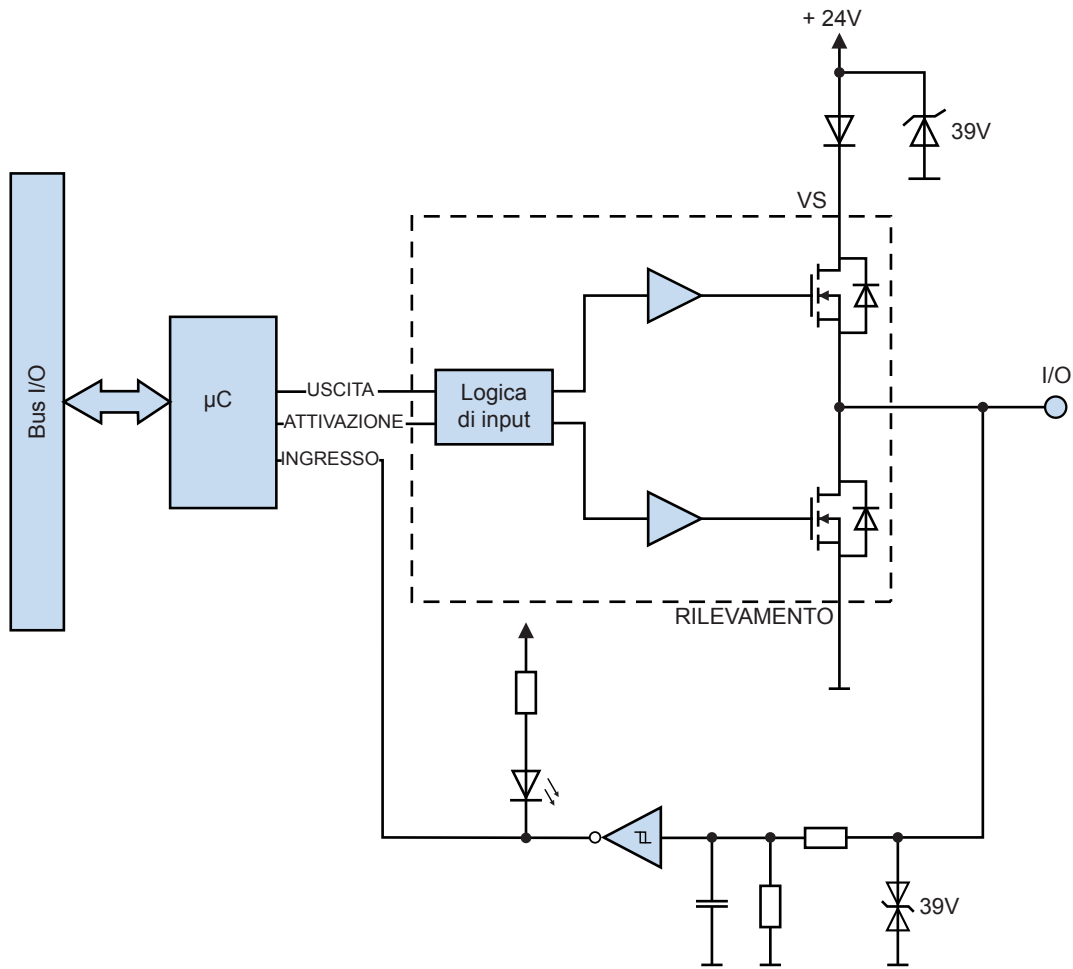 + 24V
39V
VS
Bus I/O
µC
USCITA
ATTIVAZIONE
INGRESSO
Logica
di input
I/O
RILEVAMENTO
39V